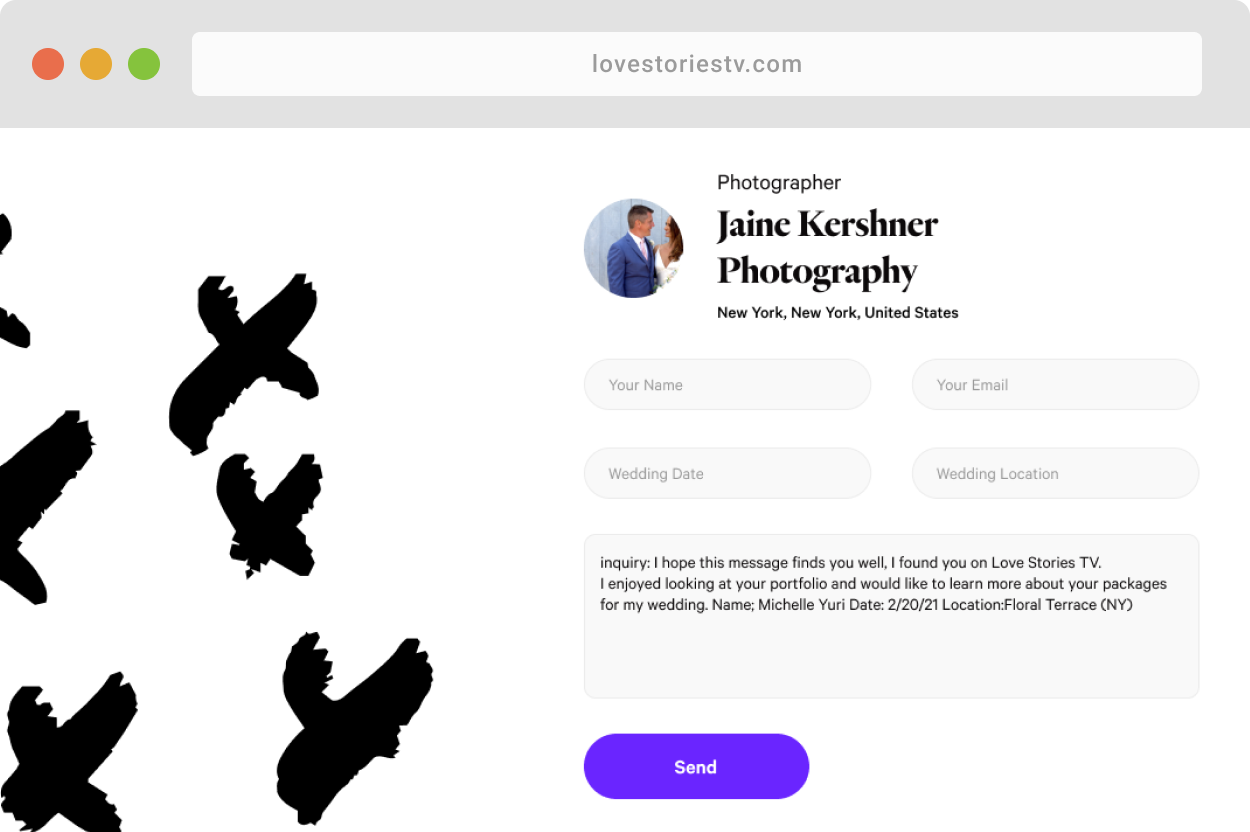 lovestoriestv.com
Photographer
Jaine Kershner
Photography
New York, New York, United States
Your Name
Your Email
Wedding Date
Wedding Location
inquiry: I hope this message finds you well, I found you on Love Stories TV.
I enjoyed looking at your portfolio and would like to learn more about your packages
for my wedding. Name; Michelle Yuri Date: 2/20/21 Location:Floral Terrace (NY)
Send